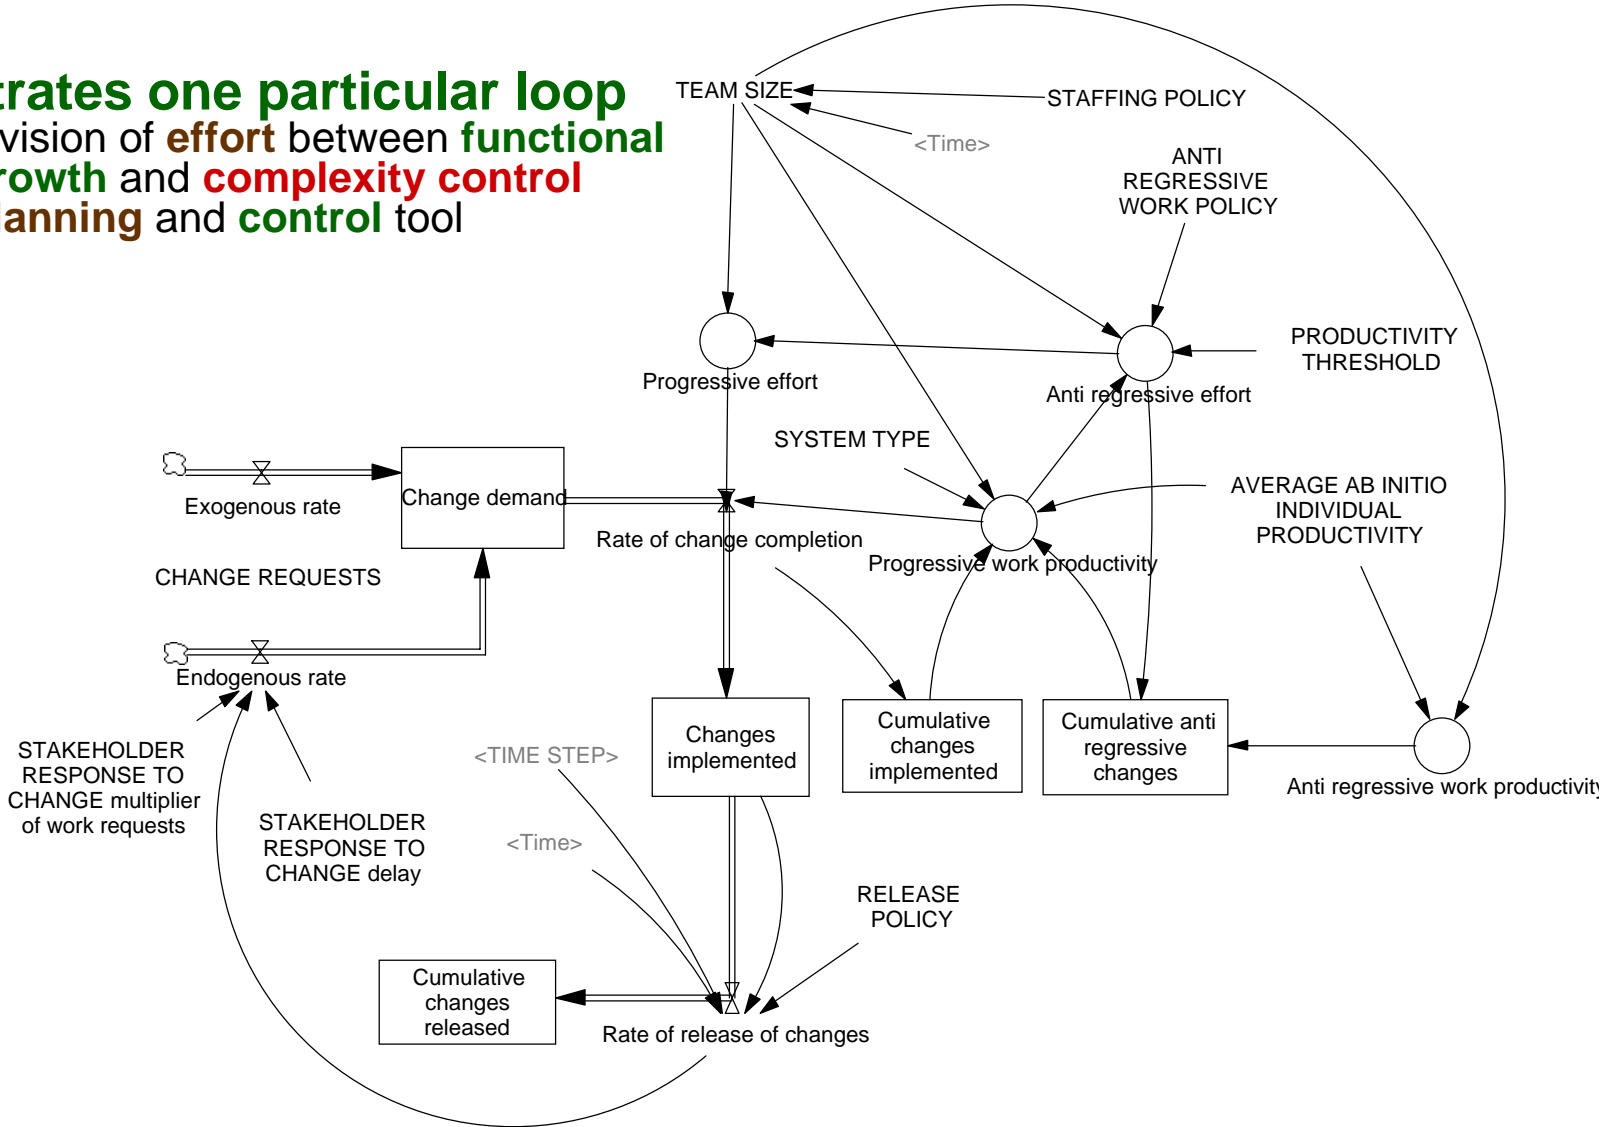 trates one particular loop
vision of effort between functional
rowth and complexity control
lanning and control tool
TEAM SIZE
STAFFING POLICY
<Time>
ANTI
REGRESSIVE
WORK POLICY
PRODUCTIVITY
THRESHOLD
Progressive effort
Anti regressive effort
SYSTEM TYPE
AVERAGE AB INITIO
INDIVIDUAL
PRODUCTIVITY
Exogenous rate
Change demand
Rate of change completion
Progressive work productivity
CHANGE REQUESTS
Endogenous rate
STAKEHOLDER
RESPONSE TO
CHANGE multiplier
of work requests
STAKEHOLDER
RESPONSE TO
CHANGE delay
<TIME STEP>
<Time>
Changes
implemented
Cumulative
changes
implemented
Cumulative anti
regressive
changes
Anti regressive work productivity
RELEASE
POLICY
Cumulative
changes
released
Rate of release of changes